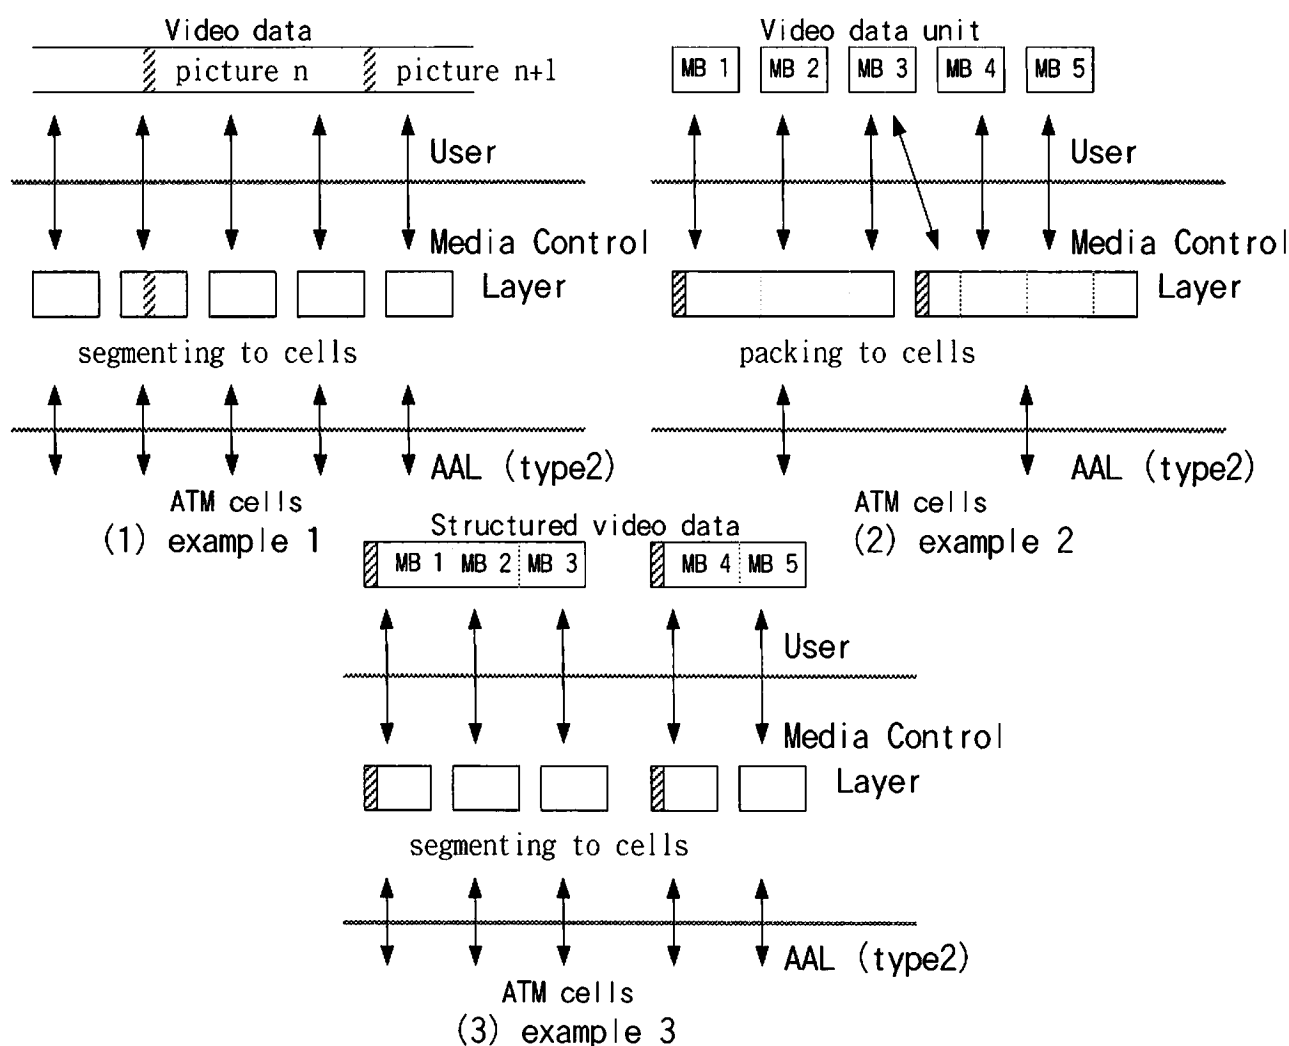 Video data
picture n picture n+1
User
Media Control
Layer
segmenting to cells
AAL (type2)
ATM cells
(1) example 1
Video data unit
MB 1 MB 2 MB 3 MB 4 MB 5
User
Media Control
Layer
packing to cells
AAL (type2)
ATM cells
(2) example 2
Structured video data
MB 1 MB 2 MB 3 MB 4 MB 5
User
Media Control
Layer
segmenting to cells
AAL (type2)
ATM cells
(3) example 3